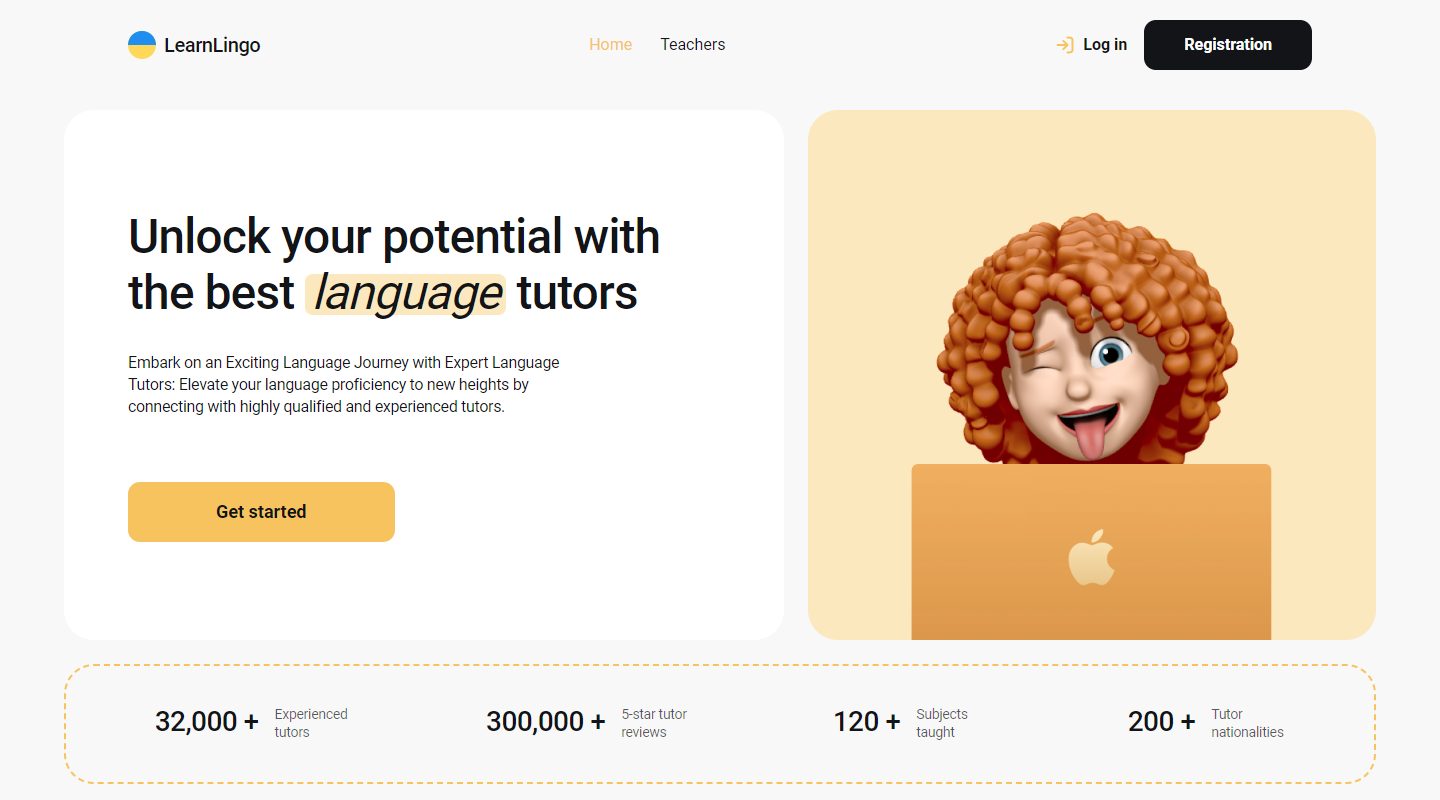 LearnLingo
Home
Teachers
Log in
Registration
Unlock your potential with
the best language tutors
Embark on an Exciting Language Journey with Expert Language
Tutors: Elevate your language proficiency to new heights by
connecting with highly qualified and experienced tutors.
Get started
32,000 +
Experienced
tutors
300,000 +
5-star tutor
reviews
120 +
Subjects
taught
200 +
Tutor
nationalities